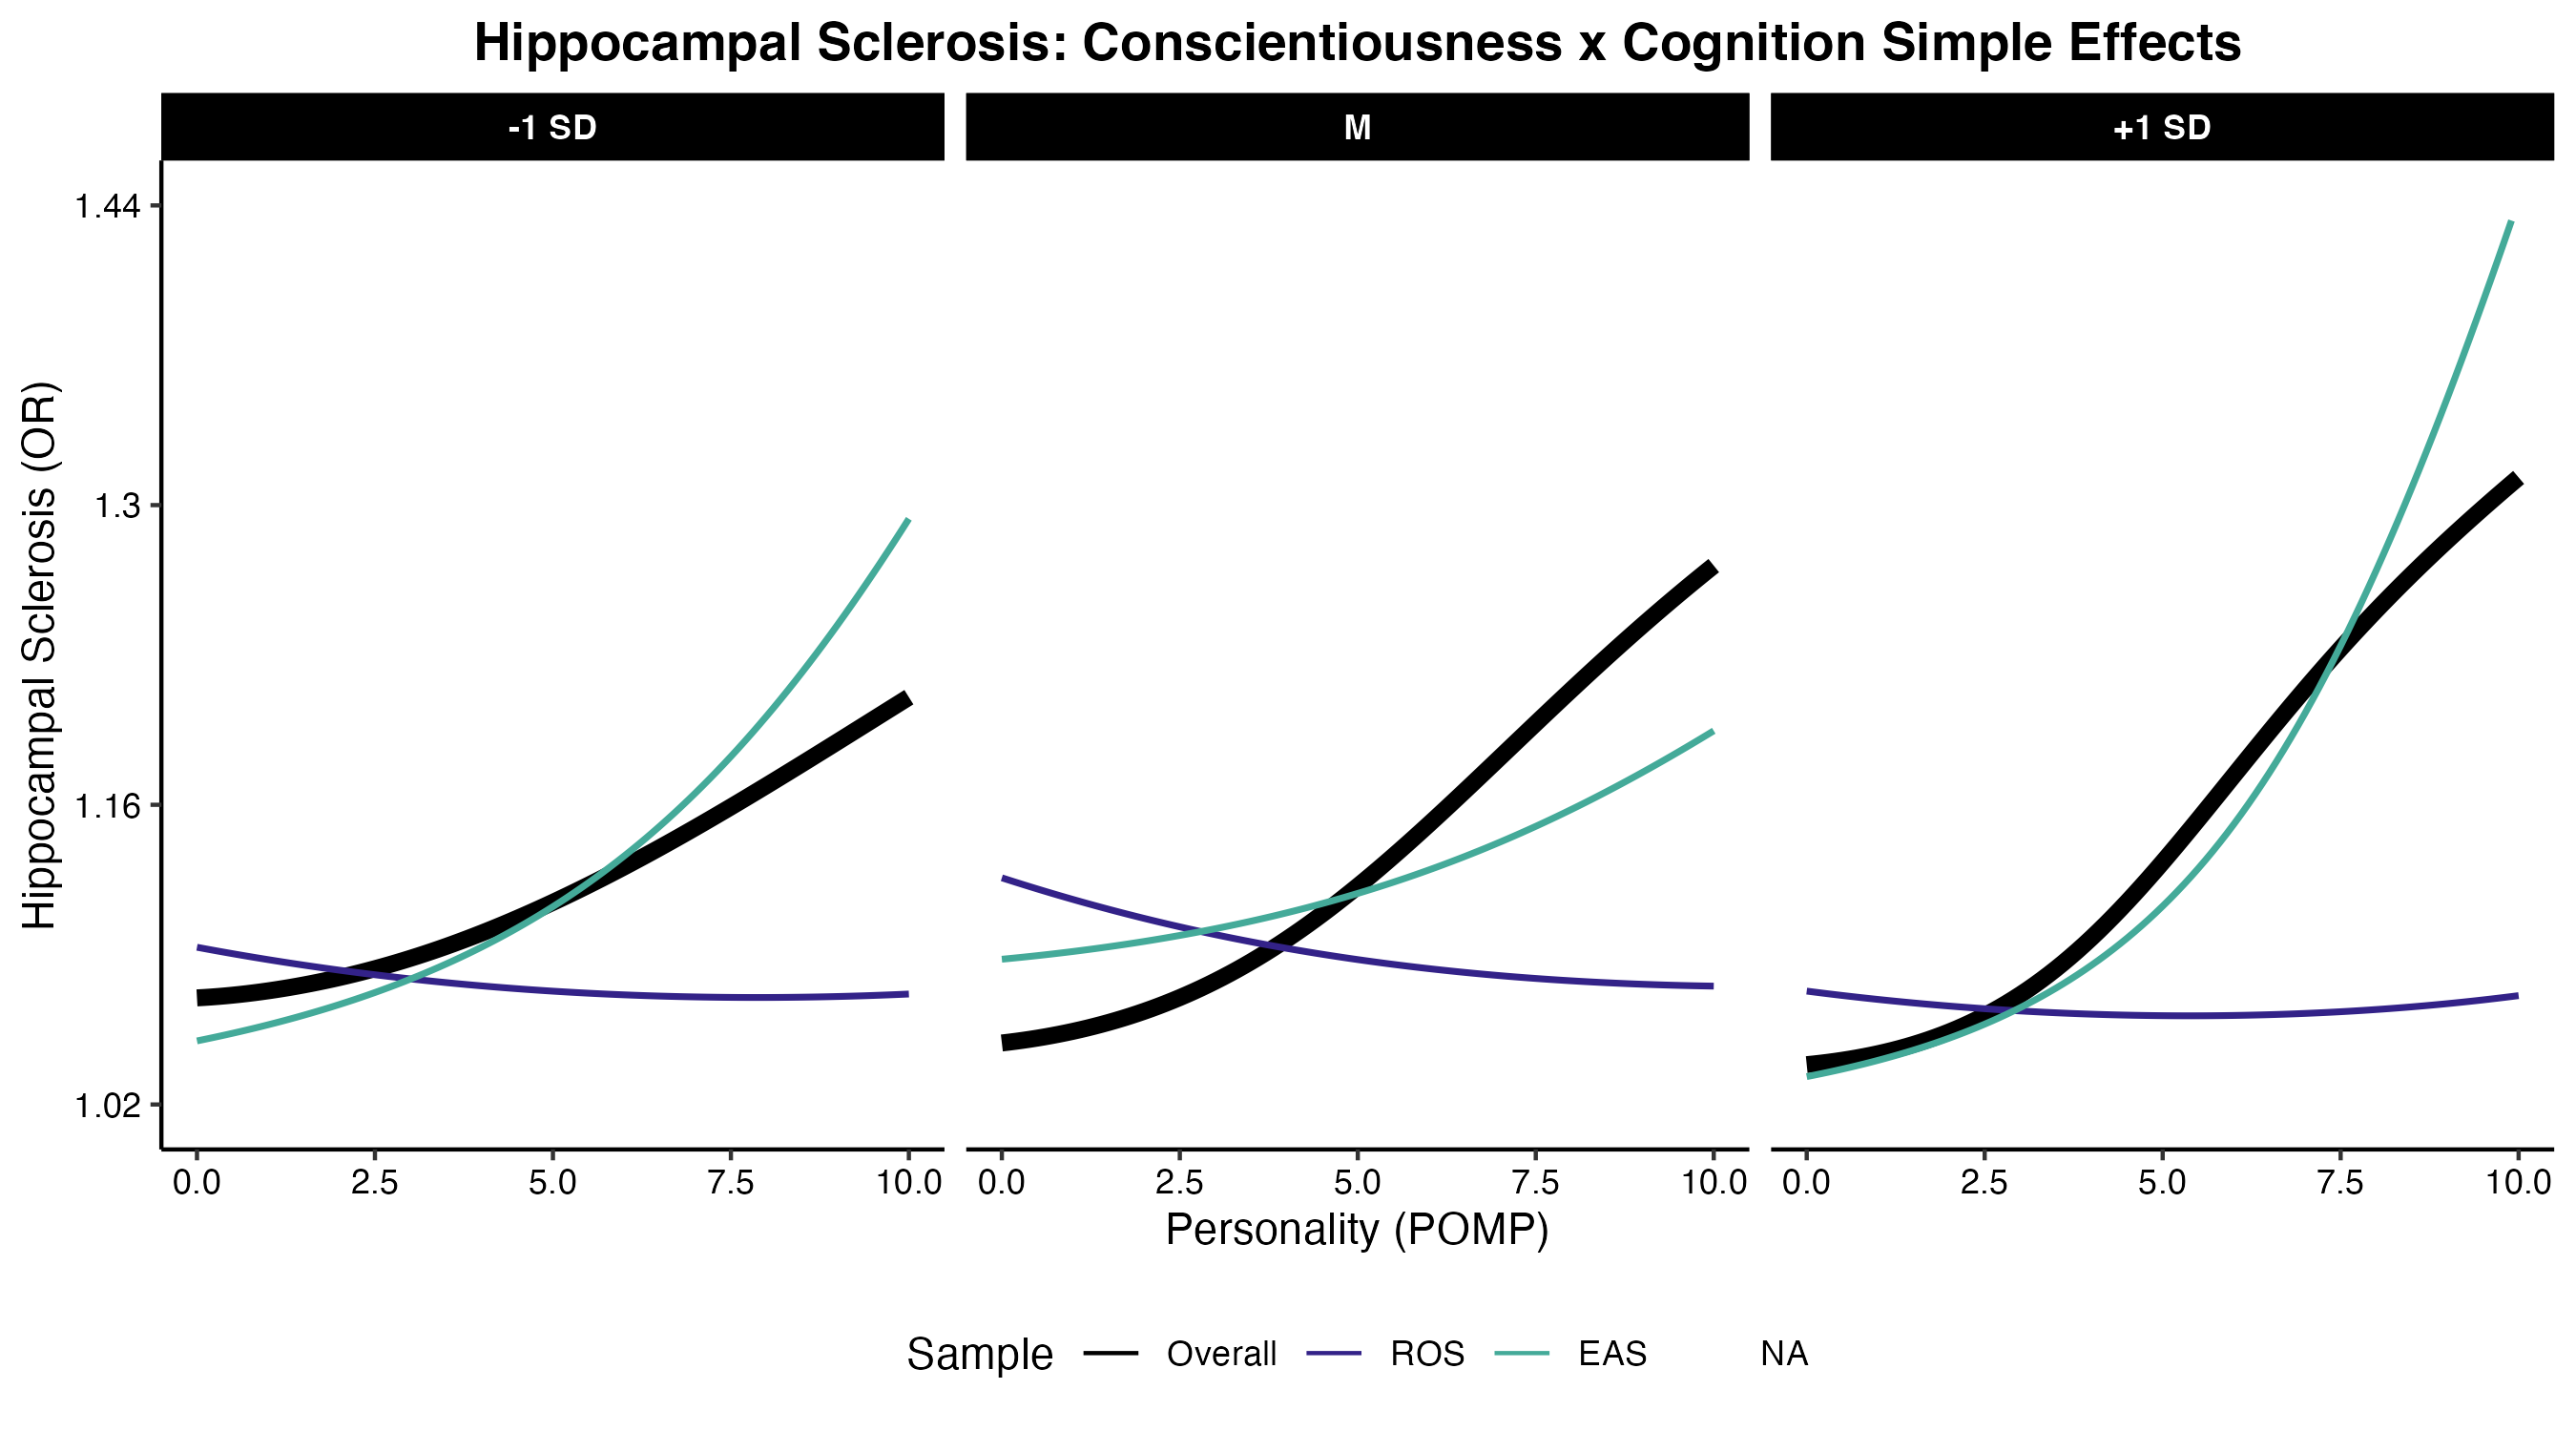 Hippocampal Sclerosis: Conscientiousness x Cognition Simple Effects
-1 SD M +1 SD
Hippocampal Sclerosis (OR)
1.44
1.3
1.16
1.02
0.0 2.5 5.0 7.5 10.0 0.0 2.5 5.0 7.5 10.0 0.0 2.5 5.0 7.5 10.0
Personality (POMP)
Sample Overall ROS EAS NA